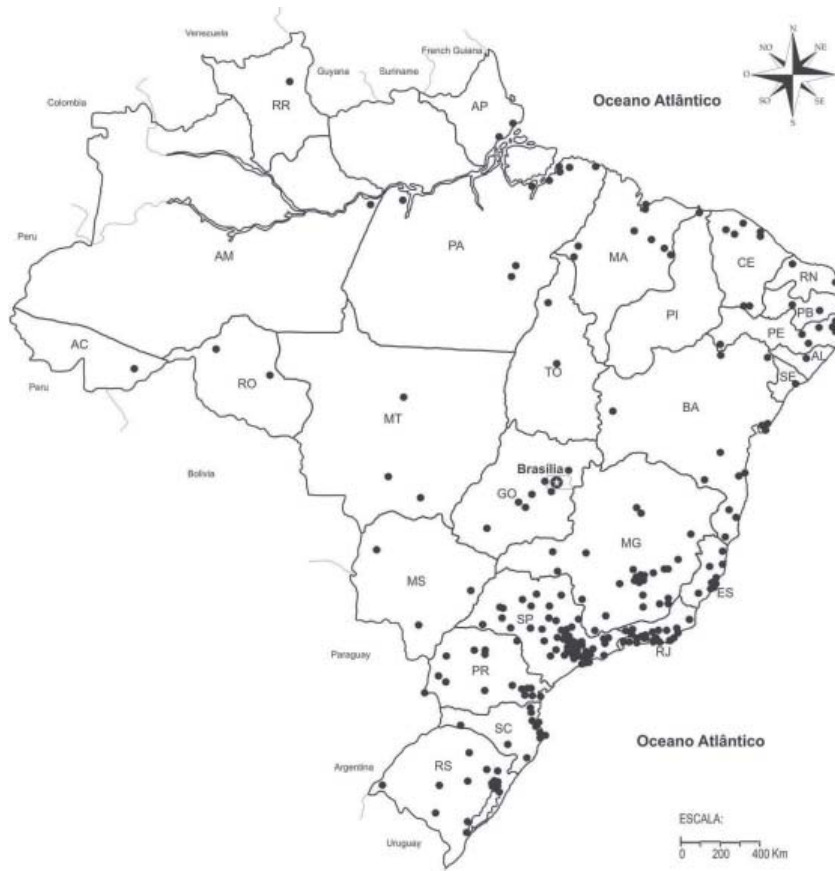 Venezuela
N
French Guiana
NO
NE
Guyana
Suriname
Colombia
RR
AP
Oceano Atlântico
O
E
SO
SE
S
Peru
AM
PA
MA
CE
RN
PI
PB
PE
AC
AL
TO
SE
RO
Peru
MT
BA
Brasília
Bolivia
GO
MG
MS
ES
SP
Paraguay
RJ
PR
SC
Oceano Atlântico
RS
Argentina
ESCALA:
Uruguay
0 200 400 Km